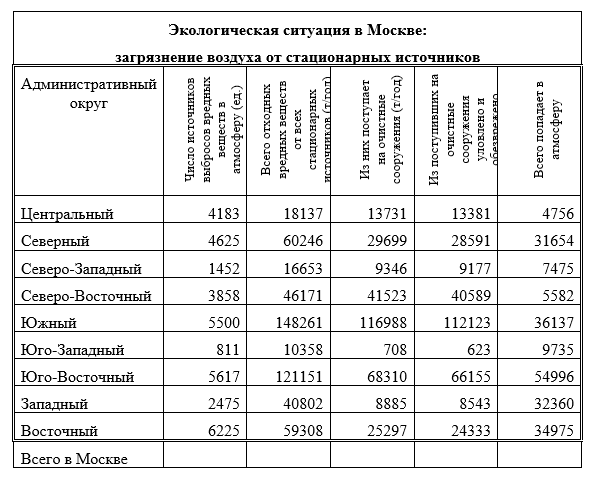 Экологическая ситуация в Москве:
загрязнение воздуха от стационарных источников
Административный
округ
Число источников
выбросов вредных
веществ в
атмосферу (ед.)
Всего отходных
вредных веществ
от всех
стационарных
источников (т/год)
Из них поступает
на очистные
сооружения (т/год)
Из поступивших на
очистные
сооружения
уловлено и
обезврежено
Всего попадает в
атмосферу
Центральный 4183 18137 13731 13381 4756
Северный 4625 60246 29699 28591 31654
Северо-Западный 1452 16653 9346 9177 7475
Северо-Восточный 3858 46171 41523 40589 5582
Южный 5500 148261 116988 112123 36137
Юго-Западный 811 10358 708 623 9735
Юго-Восточный 5617 121151 68310 66155 54996
Западный 2475 40802 8885 8543 32360
Восточный 6225 59308 25297 24333 34975
Всего в Москве